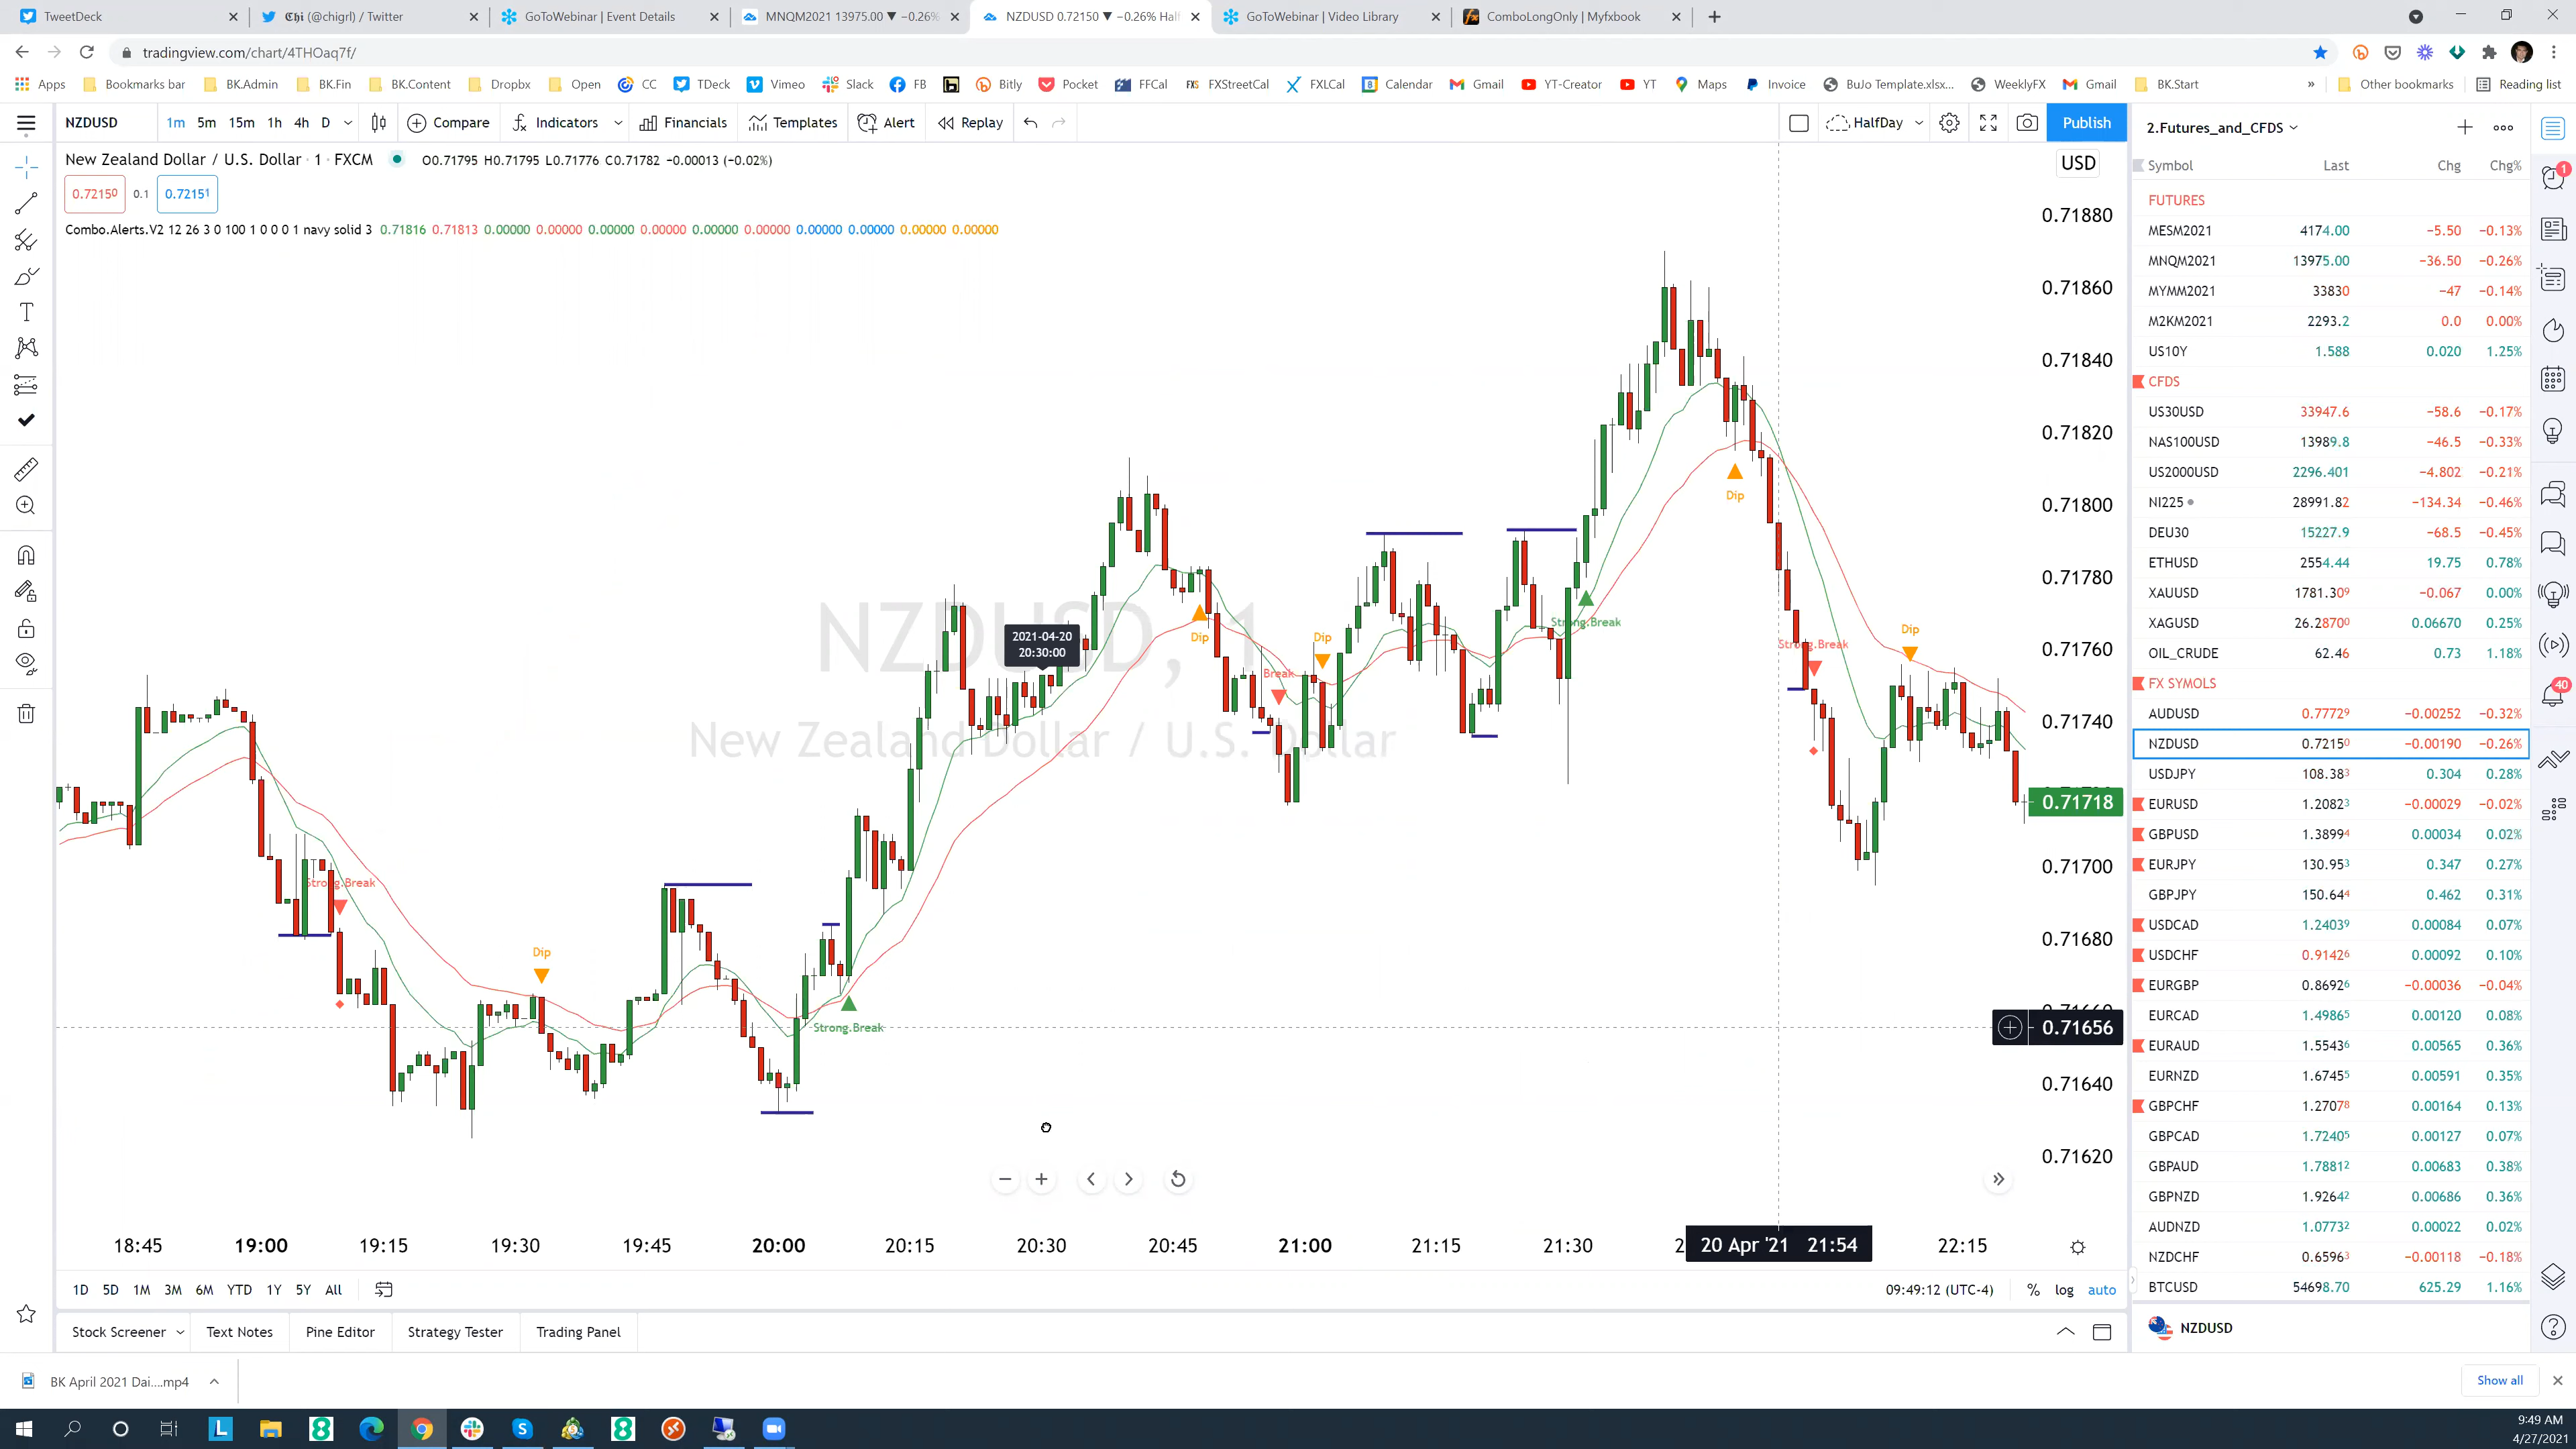 TweetDeck
Chi (@chigrl) / Twitter
GoToWebinar | Event Details
MNQM2021 13975.00 ▼ −0.26%
NZDUSD 0.72150 ▼ −0.26% Half
GoToWebinar | Video Library
ComboLongOnly | Myfxbook
tradingview.com/chart/4THOaq7f/
Apps Bookmarks bar BK.Admin BK.Fin BK.Content Dropbx Open CC TDeck Vimeo Slack FB Bitly Pocket FFCal FXStreetCal FXLCal Calendar Gmail YT-Creator YT Maps Invoice BuJo Template.xlsx... WeeklyFX Gmail BK.Start » Other bookmarks Reading list
NZDUSD 1m 5m 15m 1h 4h D Compare Indicators Financials Templates Alert Replay HalfDay Publish
New Zealand Dollar / U.S. Dollar · 1 · FXCM O0.71795 H0.71795 L0.71776 C0.71782 −0.00013 (−0.02%)
0.72150 0.1 0.72151
Combo.Alerts.V2 12 26 3 0 100 1 0 0 0 1 navy solid 3 0.71816 0.71813 0.00000 0.00000 0.00000 0.00000 0.00000 0.00000 0.00000 0.00000 0.00000 0.00000
NZDUSD, 1
New Zealand Dollar / U.S. Dollar
2021-04-20
20:30:00
Strong.Break
Dip
Strong.Break
Dip
Break
Dip
Strong.Break
Dip
Strong.Break
Dip
USD
0.71880
0.71860
0.71840
0.71820
0.71800
0.71780
0.71760
0.71740
0.71718
0.71700
0.71680
0.71656
0.71640
0.71620
18:45 19:00 19:15 19:30 19:45 20:00 20:15 20:30 20:45 21:00 21:15 21:30 20 Apr '21 21:54 22:15
1D 5D 1M 3M 6M YTD 1Y 5Y All 09:49:12 (UTC-4) % log auto
Stock Screener Text Notes Pine Editor Strategy Tester Trading Panel
2.Futures_and_CFDS
Symbol Last Chg Chg%
FUTURES
MESM2021 4174.00 −5.50 −0.13%
MNQM2021 13975.00 −36.50 −0.26%
MYMM2021 33830 −47 −0.14%
M2KM2021 2293.2 0.0 0.00%
US10Y 1.588 0.020 1.25%
CFDS
US30USD 33947.6 −58.6 −0.17%
NAS100USD 13989.8 −46.5 −0.33%
US2000USD 2296.401 −4.802 −0.21%
NI225 28991.82 −134.34 −0.46%
DEU30 15227.9 −68.5 −0.45%
ETHUSD 2554.44 19.75 0.78%
XAUUSD 1781.309 −0.067 0.00%
XAGUSD 26.28700 0.06670 0.25%
OIL_CRUDE 62.46 0.73 1.18%
FX SYMOLS
AUDUSD 0.77729 −0.00252 −0.32%
NZDUSD 0.72150 −0.00190 −0.26%
USDJPY 108.383 0.304 0.28%
EURUSD 1.20823 −0.00029 −0.02%
GBPUSD 1.38994 0.00034 0.02%
EURJPY 130.953 0.347 0.27%
GBPJPY 150.644 0.462 0.31%
USDCAD 1.24039 0.00084 0.07%
USDCHF 0.91426 0.00092 0.10%
EURGBP 0.86926 −0.00036 −0.04%
EURCAD 1.49865 0.00120 0.08%
EURAUD 1.55436 0.00565 0.36%
EURNZD 1.67455 0.00591 0.35%
GBPCHF 1.27078 0.00164 0.13%
GBPCAD 1.72405 0.00127 0.07%
GBPAUD 1.78812 0.00683 0.38%
GBPNZD 1.92642 0.00686 0.36%
AUDNZD 1.07732 0.00022 0.02%
NZDCHF 0.65963 −0.00118 −0.18%
BTCUSD 54698.70 625.29 1.16%
NZDUSD
1
40
BK April 2021 Dai....mp4
Show all
9:49 AM
4/27/2021